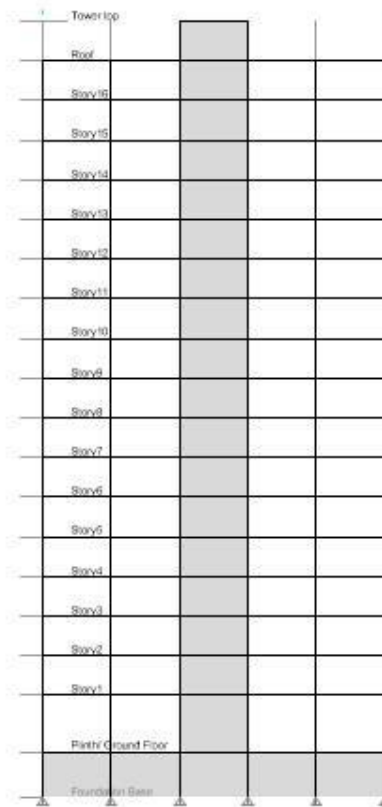 Tower top
Roof
Story16
Story15
Story14
Story13
Story12
Story11
Story10
Story9
Story8
Story7
Story6
Story5
Story4
Story3
Story2
Story1
Plinth/ Ground Floor
Foundation Base